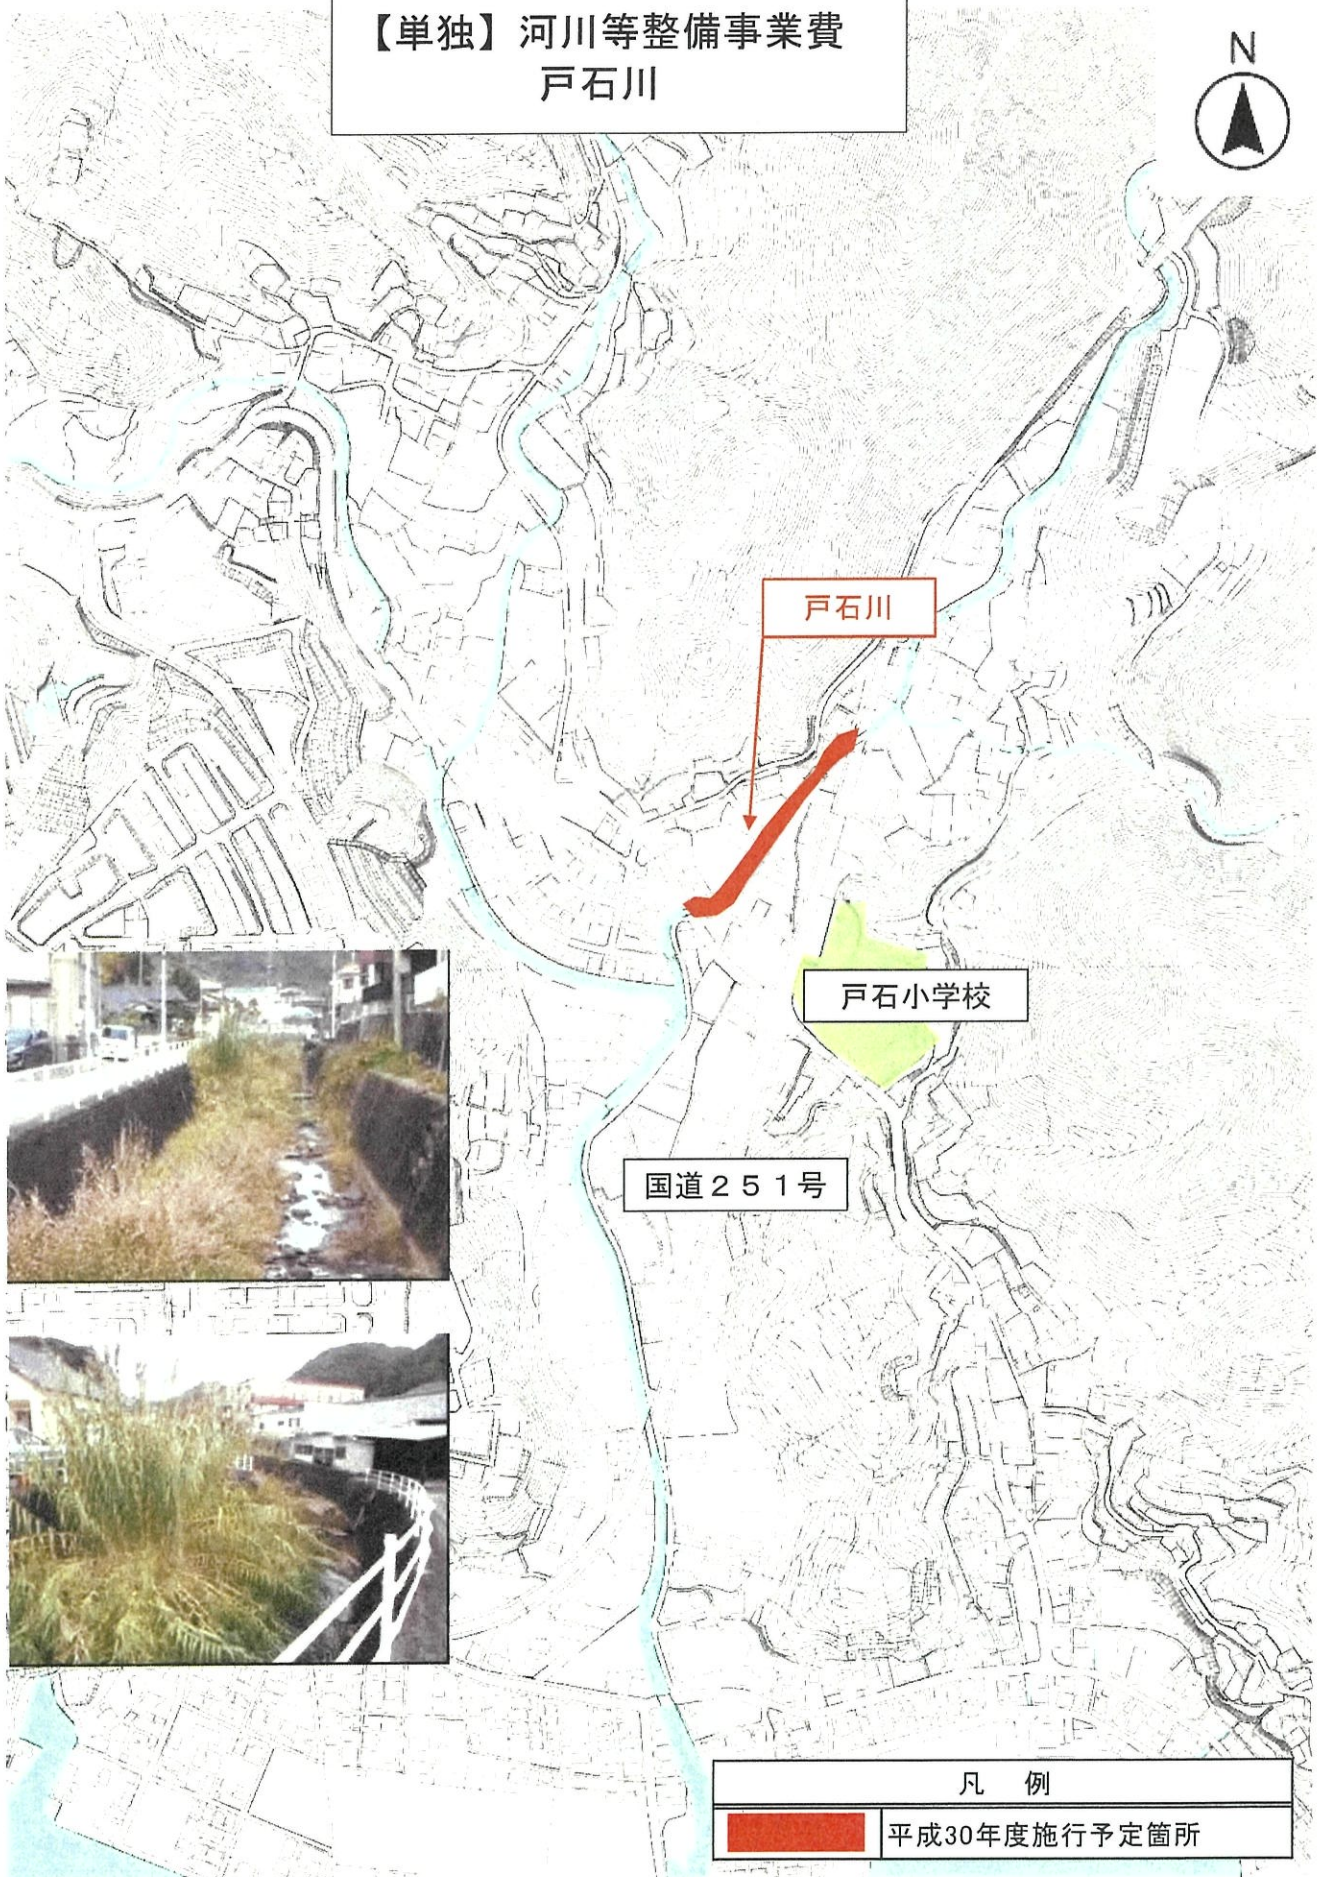 【単独】河川等整備事業費
戸石川
N
戸石川
戸石小学校
国道２５１号
凡 例
平成30年度施行予定箇所